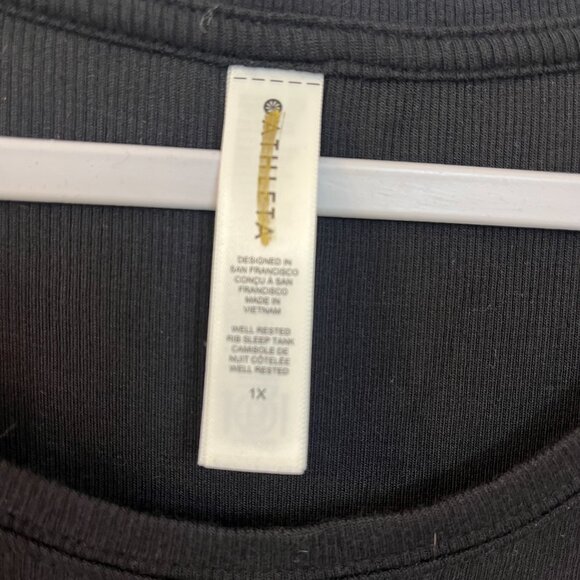 ATHLETA
DESIGNED IN
SAN FRANCISCO
CONÇU À SAN
FRANCISCO
MADE IN
VIETNAM
WELL RESTED
RIB SLEEP TANK
CAMISOLE DE
NUIT CÔTELÉE
WELL RESTED
1X